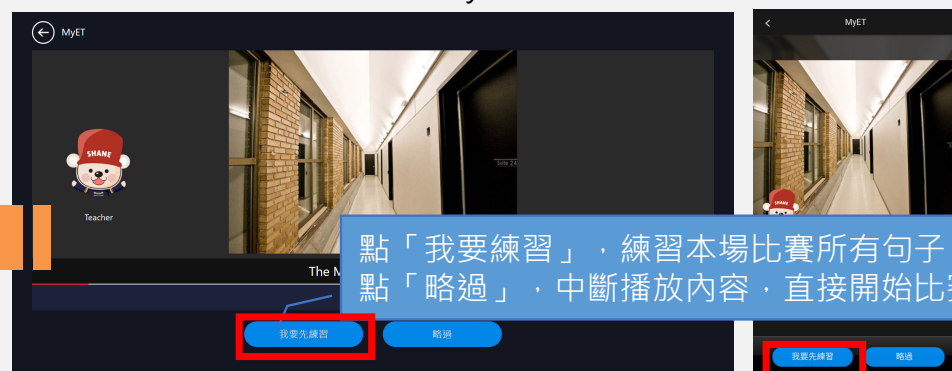 MyET
SHANE
Teacher
The M
我要先練習
略過
點「我要練習」,練習本場比賽所有句子
點「略過」,中斷播放內容,直接開始比賽
MyET
SHANE
我要先練習
略過